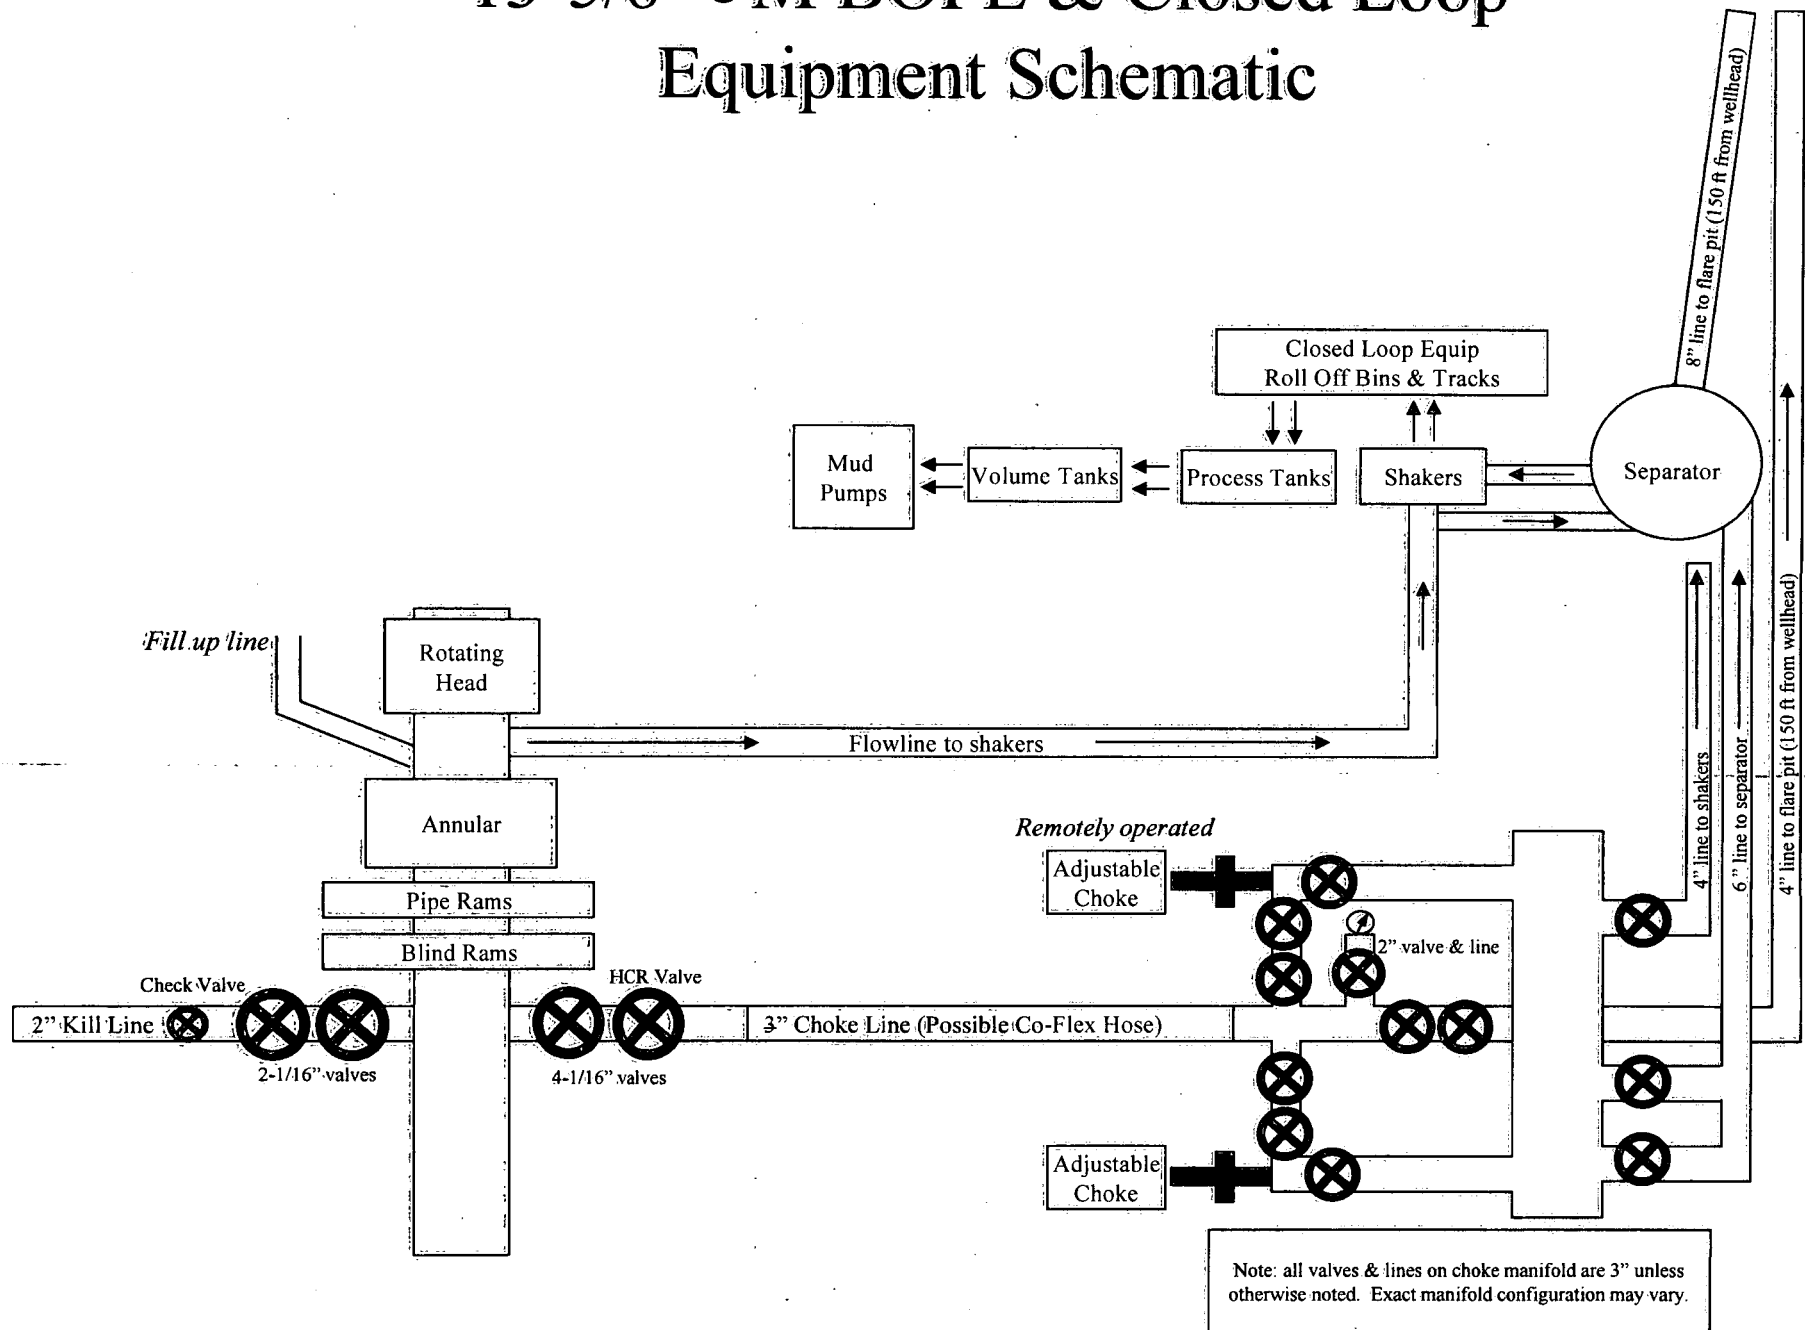 M BOPE & Closed Loop
Equipment Schematic
8" line to flare pit (150 ft from wellhead)
Closed Loop Equip
Roll Off Bins & Tracks
Mud
Pumps
Volume Tanks
Process Tanks
Shakers
Separator
Fill up line
Rotating
Head
Flowline to shakers
Annular
Pipe Rams
Blind Rams
Check Valve
HCR Valve
2" Kill Line
3" Choke Line (Possible Co-Flex Hose)
2-1/16" valves
4-1/16" valves
Remotely operated
Adjustable
Choke
2" valve & line
Adjustable
Choke
4" line to shakers
6" line to separator
4" line to flare pit (150 ft from wellhead)
Note: all valves & lines on choke manifold are 3" unless
otherwise noted. Exact manifold configuration may vary.